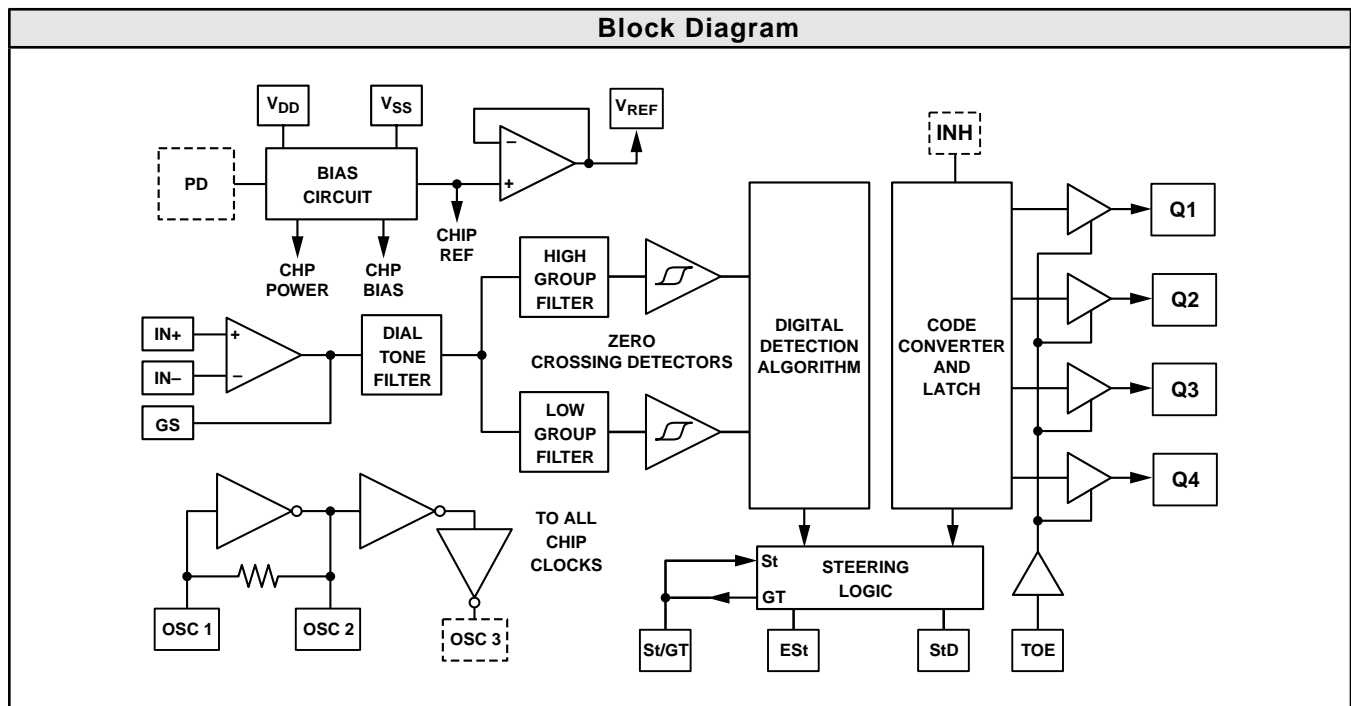 Block Diagram
VDD
VSS
VREF
INH
PD
BIAS
CIRCUIT
−
+
CHIP
REF
CHP
POWER
CHP
BIAS
HIGH
GROUP
FILTER
Q1
Q2
Q3
Q4
IN+
IN–
GS
+
−
DIAL
TONE
FILTER
ZERO
CROSSING DETECTORS
LOW
GROUP
FILTER
DIGITAL
DETECTION
ALGORITHM
CODE
CONVERTER
AND
LATCH
TO ALL
CHIP
CLOCKS
St
GT
STEERING
LOGIC
OSC 1
OSC 2
OSC 3
St/GT
ESt
StD
TOE